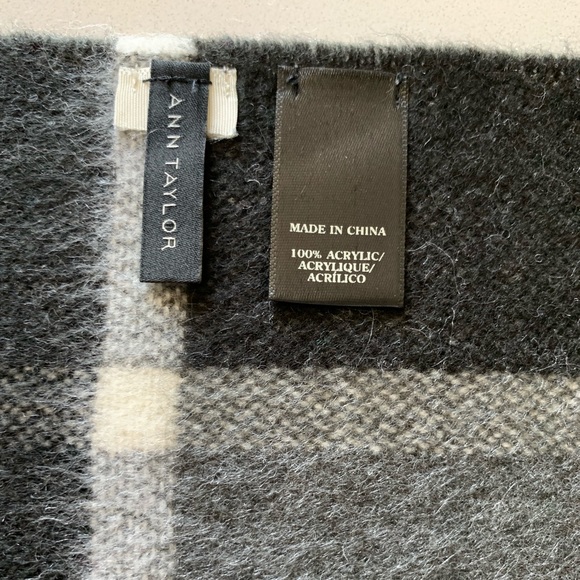 ANN TAYLOR
MADE IN CHINA
100% ACRYLIC/
ACRYLIQUE/
ACRÍLICO